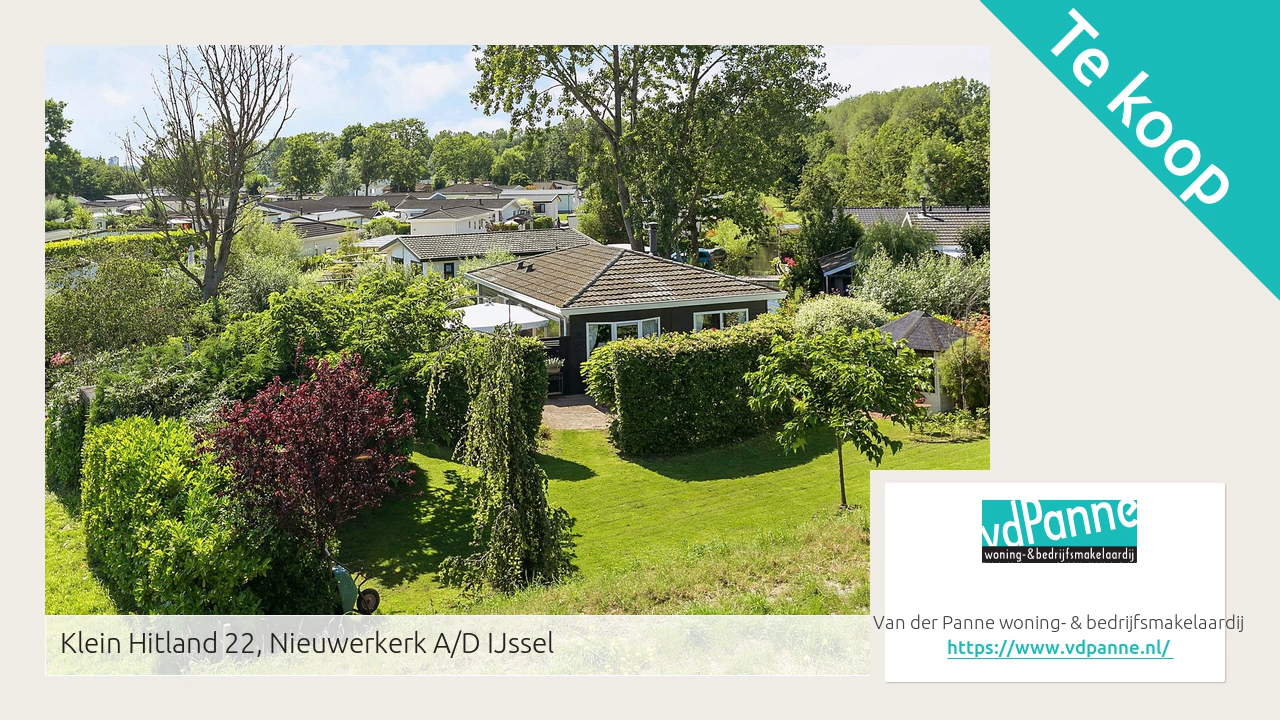 Te koop
Klein Hitland 22, Nieuwerkerk A/D IJssel
vdPanne
woning-&bedrijfsmakelaardij
Van der Panne woning- & bedrijfsmakelaardij
https://www.vdpanne.nl/